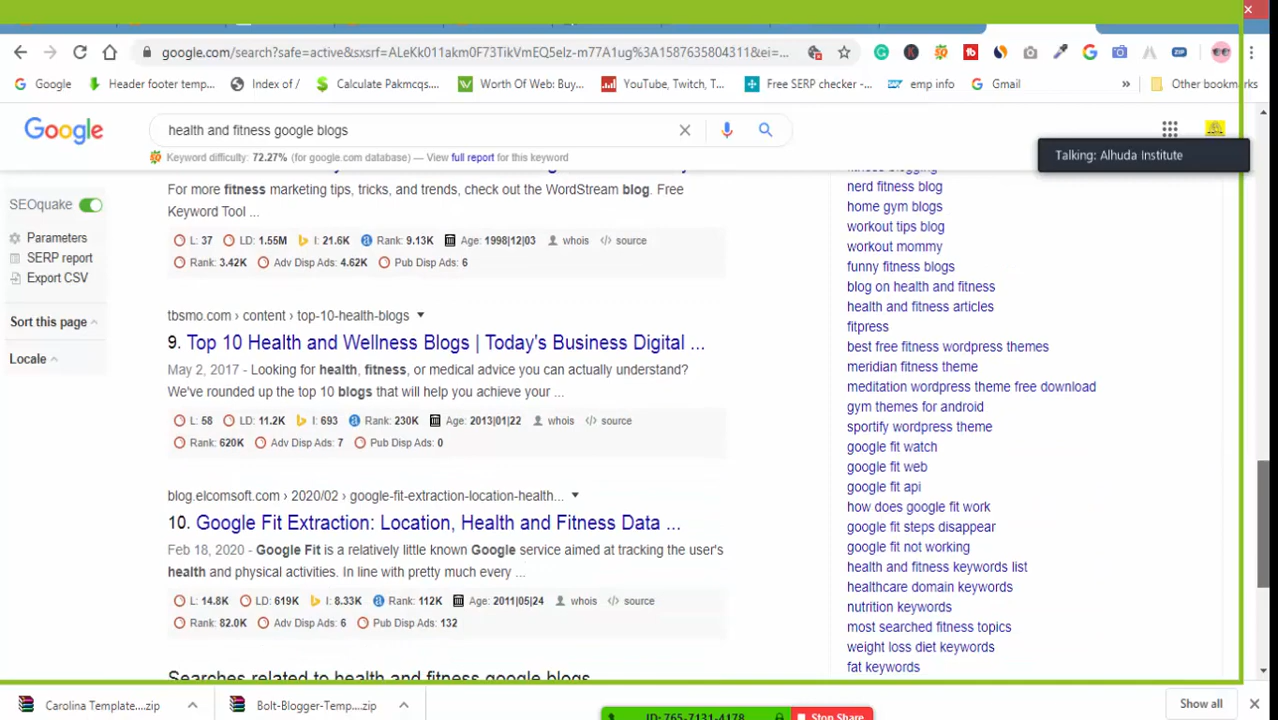 google.com/search?safe=active&sxsrf=ALeKk011akm0F73TikVmEQ5eIz-m77A1ug%3A1587635804311&ei=...
ZIP
Google
Header footer temp...
Index of /
Calculate Pakmcqs....
Worth Of Web: Buy...
YouTube, Twitch, T...
Free SERP checker -...
emp info
Gmail
»
Other bookmarks
Google
health and fitness google blogs
Keyword difficulty: 72.27% (for google.com database) — View full report for this keyword
Talking: Alhuda Institute
SEOquake
Parameters
SERP report
Export CSV
Sort this page
Locale
For more fitness marketing tips, tricks, and trends, check out the WordStream blog. Free
Keyword Tool ...
L: 37 LD: 1.55M I: 21.6K Rank: 9.13K Age: 1998|12|03 whois source
Rank: 3.42K Adv Disp Ads: 4.62K Pub Disp Ads: 6
tbsmo.com › content › top-10-health-blogs
9. Top 10 Health and Wellness Blogs | Today's Business Digital ...
May 2, 2017 - Looking for health, fitness, or medical advice you can actually understand?
We've rounded up the top 10 blogs that will help you achieve your ...
L: 58 LD: 11.2K I: 693 Rank: 230K Age: 2013|01|22 whois source
Rank: 620K Adv Disp Ads: 7 Pub Disp Ads: 0
blog.elcomsoft.com › 2020/02 › google-fit-extraction-location-health...
10. Google Fit Extraction: Location, Health and Fitness Data ...
Feb 18, 2020 - Google Fit is a relatively little known Google service aimed at tracking the user's
health and physical activities. In line with pretty much every ...
L: 14.8K LD: 619K I: 8.33K Rank: 112K Age: 2011|05|24 whois source
Rank: 82.0K Adv Disp Ads: 6 Pub Disp Ads: 132
Searches related to health and fitness google blogs
fitness blogging
nerd fitness blog
home gym blogs
workout tips blog
workout mommy
funny fitness blogs
blog on health and fitness
health and fitness articles
fitpress
best free fitness wordpress themes
meridian fitness theme
meditation wordpress theme free download
gym themes for android
sportify wordpress theme
google fit watch
google fit web
google fit api
how does google fit work
google fit steps disappear
google fit not working
health and fitness keywords list
healthcare domain keywords
nutrition keywords
most searched fitness topics
weight loss diet keywords
fat keywords
Carolina Template....zip
Bolt-Blogger-Temp....zip
Show all
ID: 765-7131-4178
Stop Share